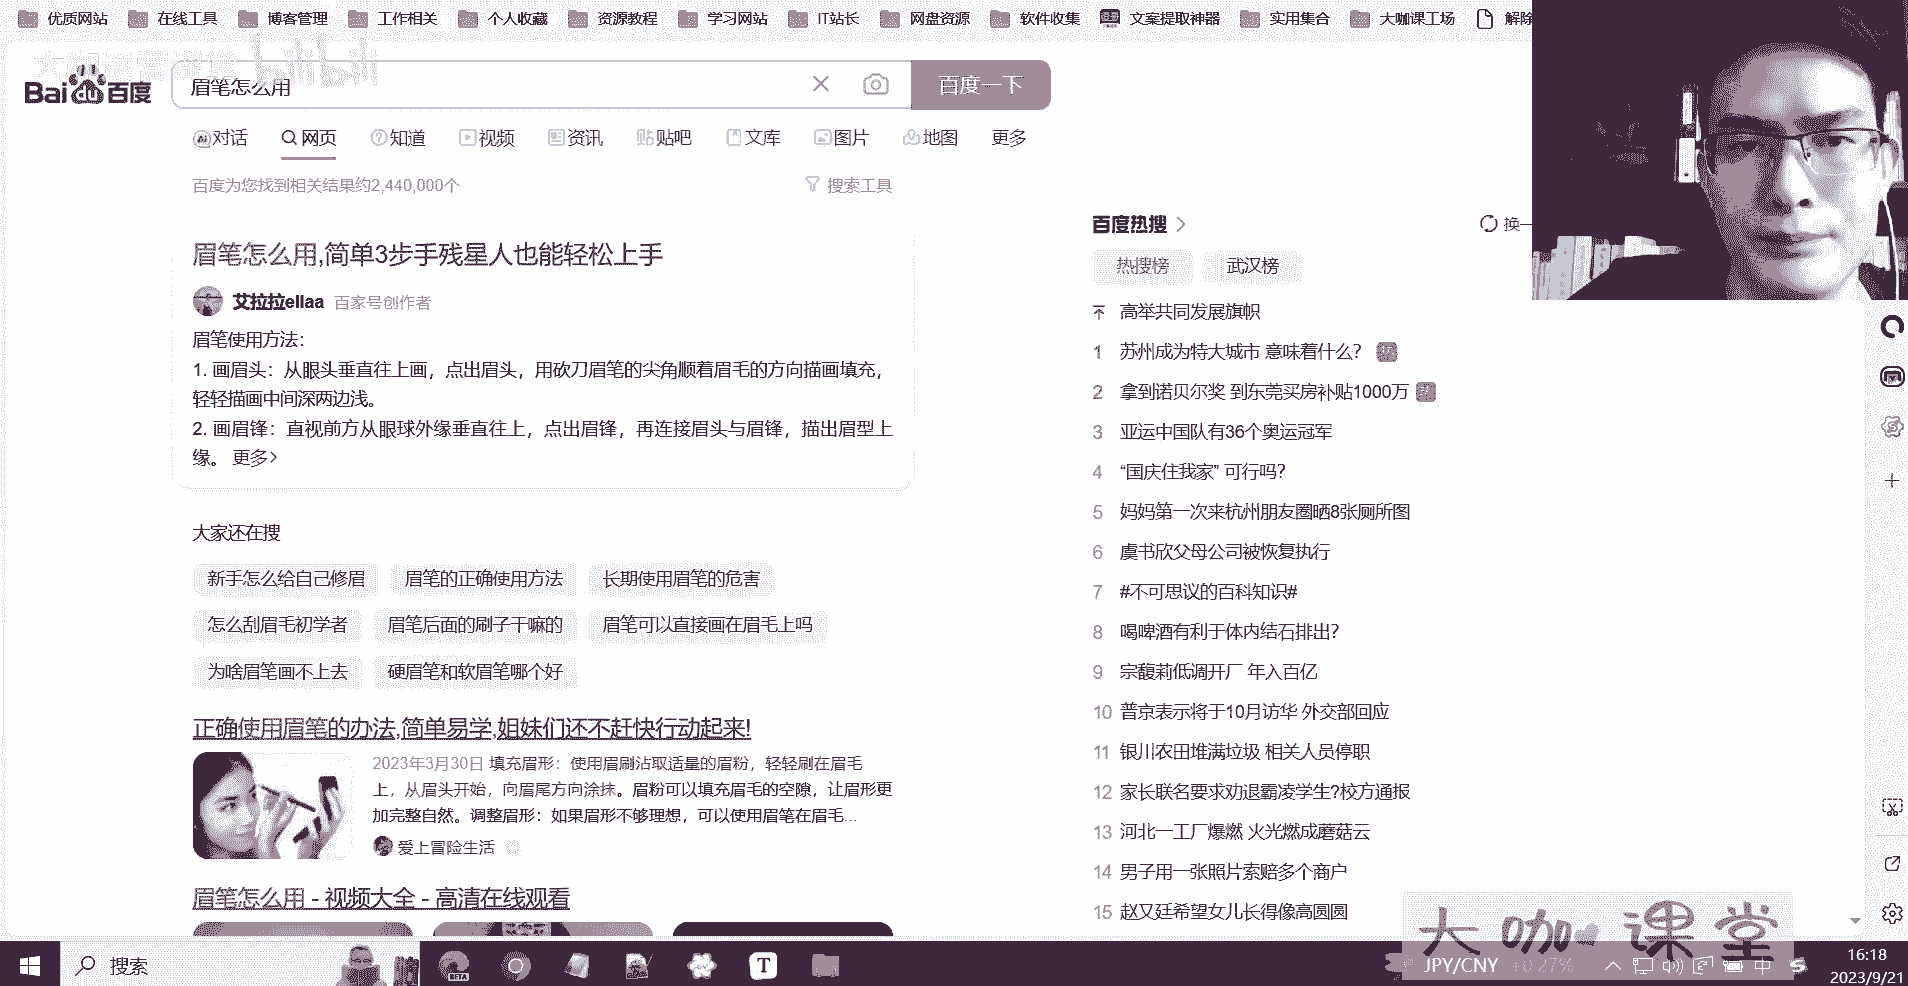 优质网站 在线工具 博客管理 工作相关 个人收藏 资源教程 学习网站 IT站长 网盘资源 软件收集 文案提取神器 实用集合 大咖课工场 解除
bilibili
Bai du 百度 眉笔怎么用 百度一下
对话 网页 知道 视频 资讯 贴吧 文库 图片 地图 更多
百度为您找到相关结果约2,440,000个 搜索工具
眉笔怎么用,简单3步手残星人也能轻松上手
艾拉拉ellaa 百家号创作者
眉笔使用方法：
1. 画眉头：从眼头垂直往上画，点出眉头，用砍刀眉笔的尖角顺着眉毛的方向描画填充，
轻轻描画中间深两边浅。
2. 画眉锋：直视前方从眼球外缘垂直往上，点出眉锋，再连接眉头与眉锋，描出眉型上
缘。 更多>
大家还在搜
新手怎么给自己修眉 眉笔的正确使用方法 长期使用眉笔的危害
怎么刮眉毛初学者 眉笔后面的刷子干嘛的 眉笔可以直接画在眉毛上吗
为啥眉笔画不上去 硬眉笔和软眉笔哪个好
正确使用眉笔的办法,简单易学,姐妹们还不赶快行动起来!
2023年3月30日 填充眉形：使用眉刷沾取适量的眉粉，轻轻刷在眉毛
上，从眉头开始，向眉尾方向涂抹。眉粉可以填充眉毛的空隙，让眉形更
加完整自然。调整眉形：如果眉形不够理想，可以使用眉笔在眉毛...
爱上冒险生活
眉笔怎么用 - 视频大全 - 高清在线观看
百度热搜 > 换一
热搜榜 武汉榜
高举共同发展旗帜
1 苏州成为特大城市 意味着什么?
2 拿到诺贝尔奖 到东莞买房补贴1000万
3 亚运中国队有36个奥运冠军
4 “国庆住我家” 可行吗?
5 妈妈第一次来杭州朋友圈晒8张厕所图
6 虞书欣父母公司被恢复执行
7 #不可思议的百科知识#
8 喝啤酒有利于体内结石排出?
9 宗馥莉低调开厂 年入百亿
10 普京表示将于10月访华 外交部回应
11 银川农田堆满垃圾 相关人员停职
12 家长联名要求劝退霸凌学生?校方通报
13 河北一工厂爆燃 火光燃成蘑菇云
14 男子用一张照片索赔多个商户
15 赵又廷希望女儿长得像高圆圆
大咖课堂
搜索 BETA T JPY/CNY +0.27% 中 16:18
2023/9/21